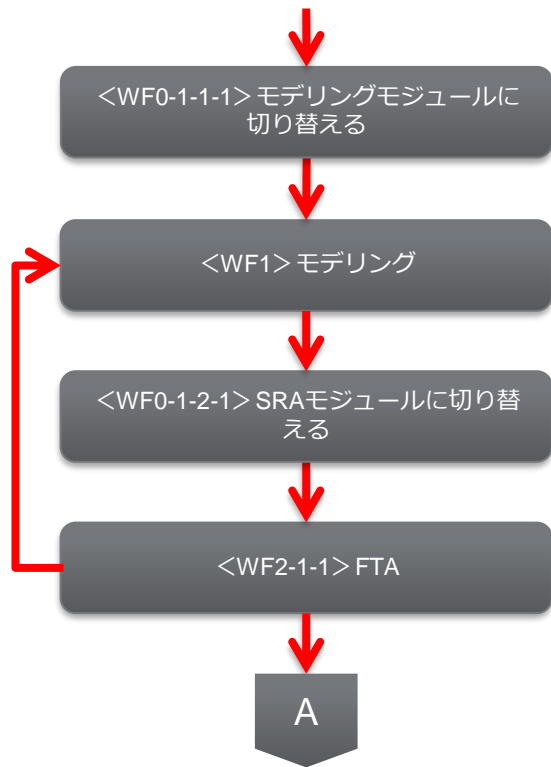 ＜WF0-1-1-1＞モデリングモジュールに
切り替える
＜WF1＞モデリング
＜WF0-1-2-1＞SRAモジュールに切り替
える
＜WF2-1-1＞FTA
A